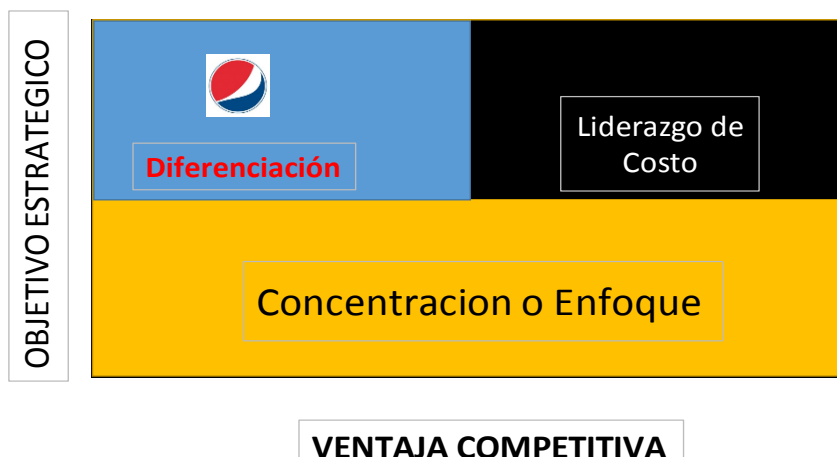 OBJETIVO ESTRATEGICO
Diferenciación
Liderazgo de
Costo
Concentracion o Enfoque
VENTAJA COMPETITIVA